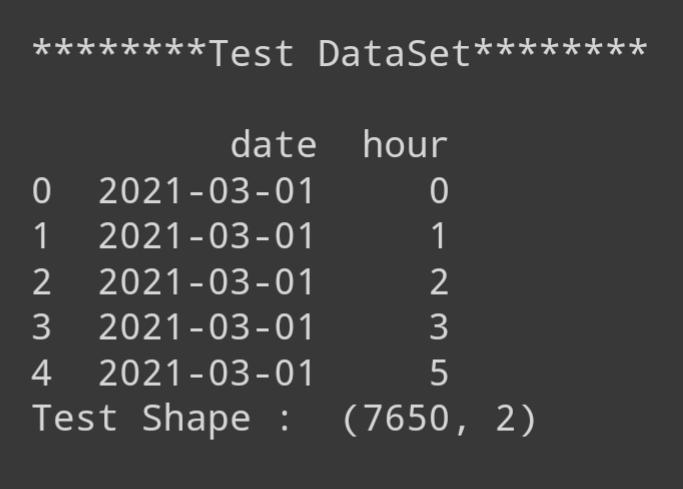 ********Test DataSet********
date hour
0 2021-03-01 0
1 2021-03-01 1
2 2021-03-01 2
3 2021-03-01 3
4 2021-03-01 5
Test Shape : (7650, 2)